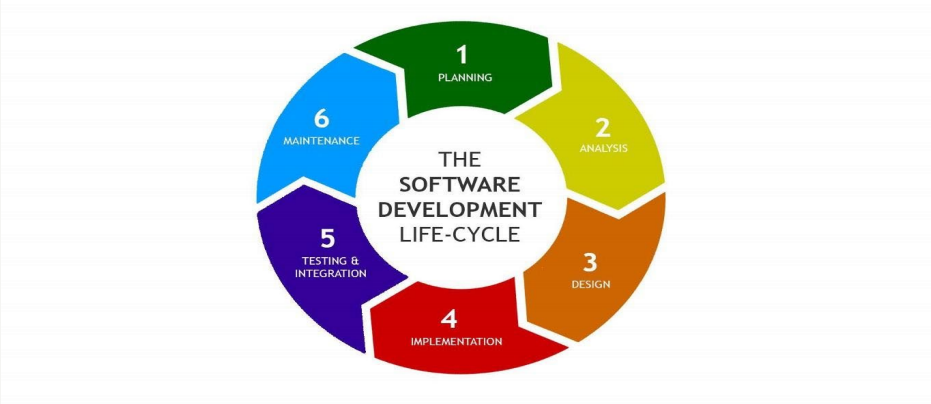 1
PLANNING
2
ANALYSIS
3
DESIGN
4
IMPLEMENTATION
5
TESTING &
INTEGRATION
6
MAINTENANCE
THE
SOFTWARE
DEVELOPMENT
LIFE-CYCLE